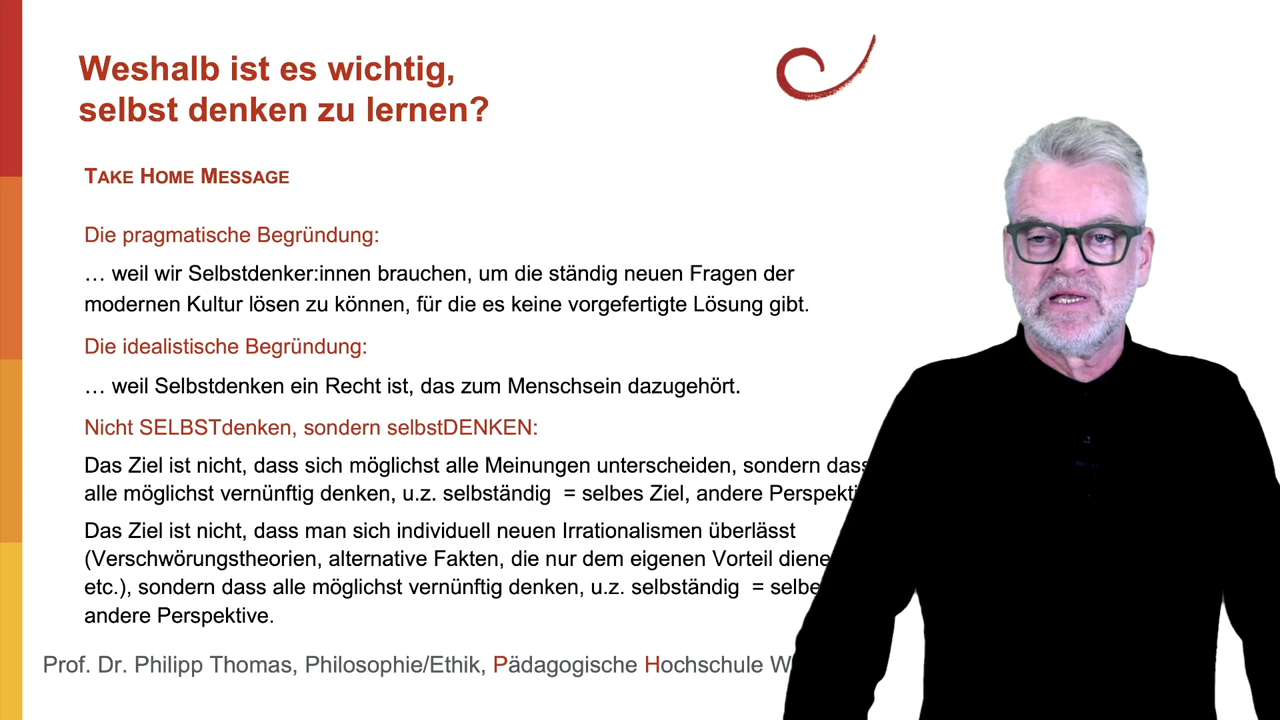 Weshalb ist es wichtig,
selbst denken zu lernen?
TAKE HOME MESSAGE
Die pragmatische Begründung:
… weil wir Selbstdenker:innen brauchen, um die ständig neuen Fragen der
modernen Kultur lösen zu können, für die es keine vorgefertigte Lösung gibt.
Die idealistische Begründung:
… weil Selbstdenken ein Recht ist, das zum Menschsein dazugehört.
Nicht SELBSTdenken, sondern selbstDENKEN:
Das Ziel ist nicht, dass sich möglichst alle Meinungen unterscheiden, sondern dass
alle möglichst vernünftig denken, u.z. selbständig = selbes Ziel, andere
Das Ziel ist nicht, dass man sich individuell neuen Irrationalismen überlässt
(Verschwörungstheorien, alternative Fakten, die nur dem eigenen Vorteil
etc.), sondern dass alle möglichst vernünftig denken, u.z. selbständig =
andere Perspektive.
Prof. Dr. Philipp Thomas, Philosophie/Ethik, Pädagogische Hochschule